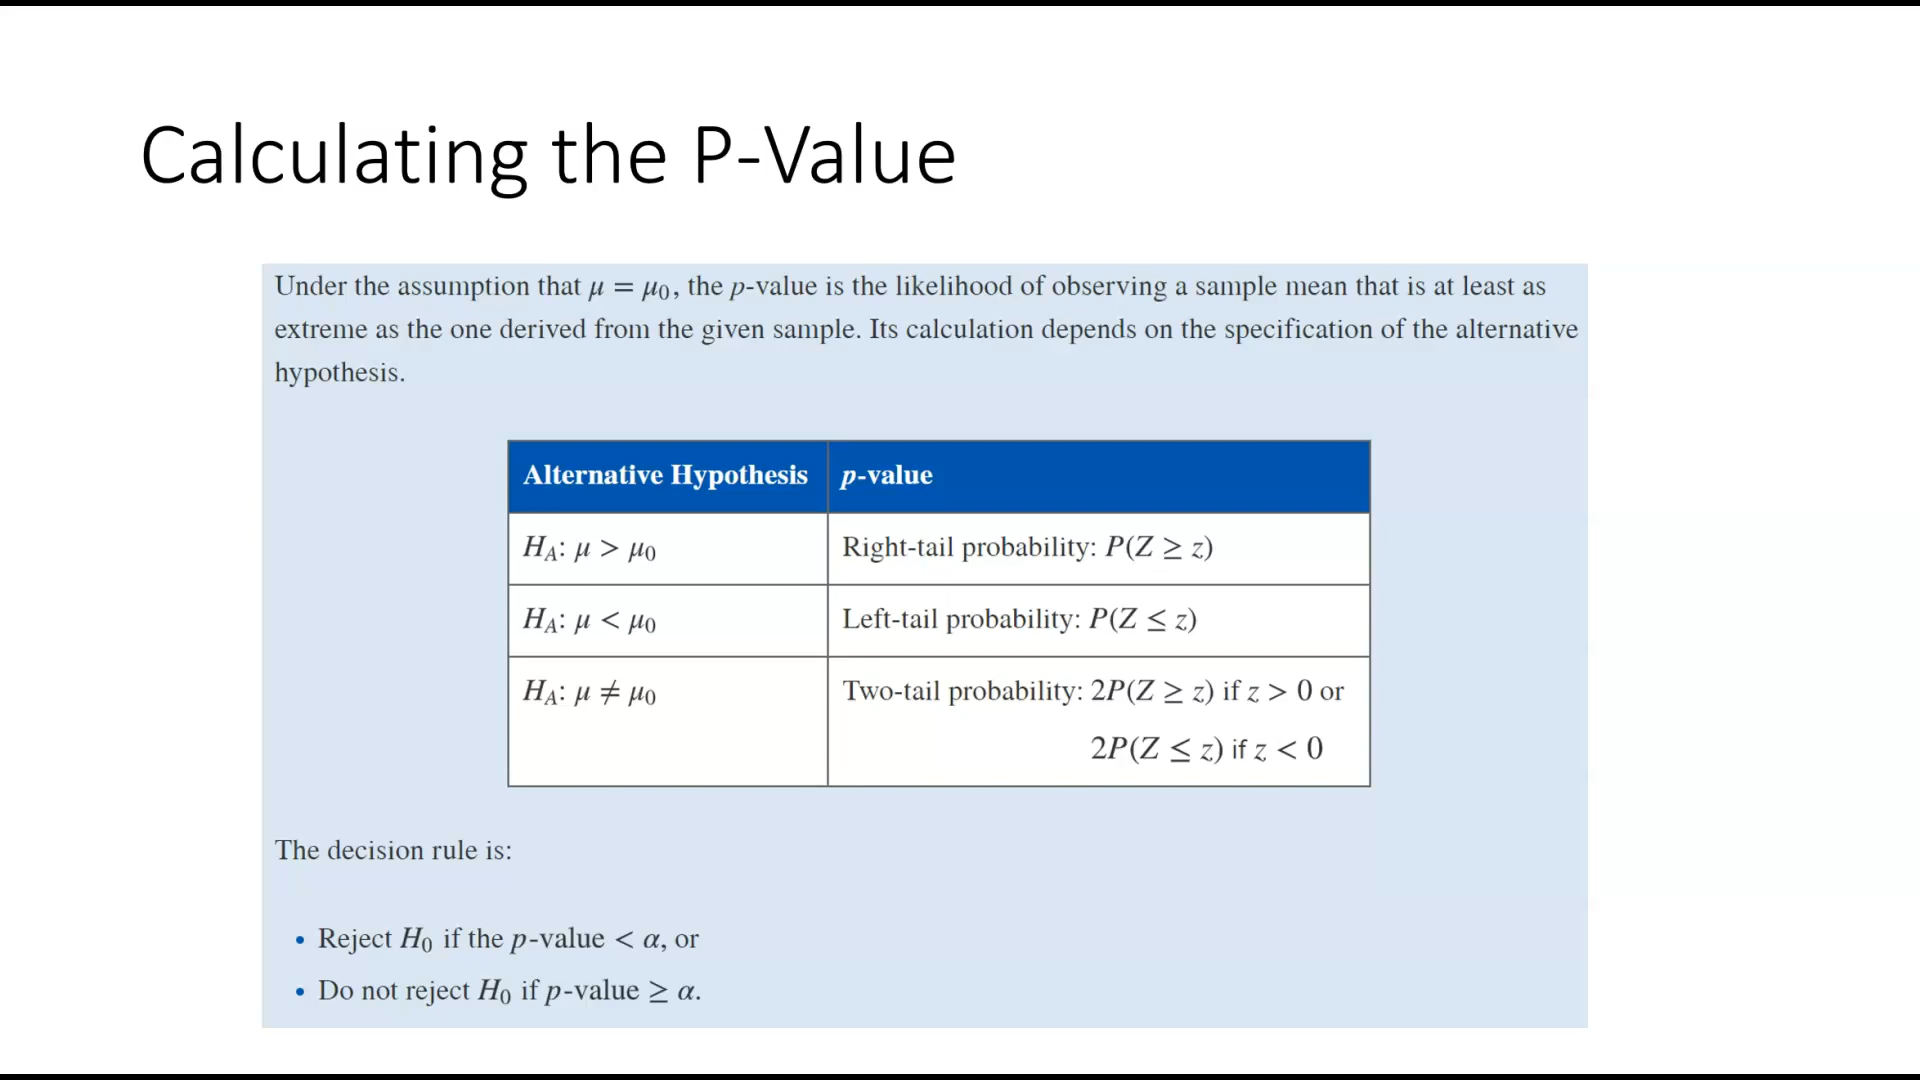 Calculating the P-Value
Under the assumption that μ = μ₀, the p-value is the likelihood of observing a sample mean that is at least as
extreme as the one derived from the given sample. Its calculation depends on the specification of the alternative
hypothesis.
Alternative Hypothesis p-value
H_A: μ > μ₀ Right-tail probability: P(Z ≥ z)
H_A: μ < μ₀ Left-tail probability: P(Z ≤ z)
H_A: μ ≠ μ₀ Two-tail probability: 2P(Z ≥ z) if z > 0 or
2P(Z ≤ z) if z < 0
The decision rule is:
• Reject H₀ if the p-value < α, or
• Do not reject H₀ if p-value ≥ α.